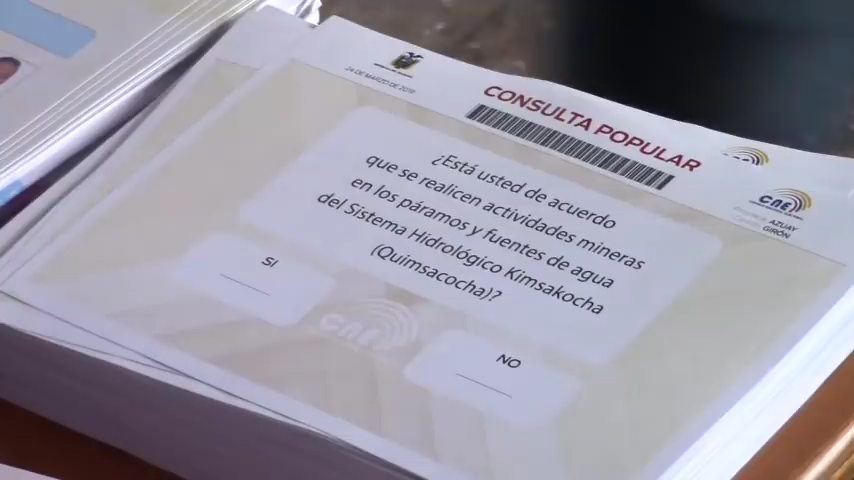 24 DE MARZO DE 2019
CONSULTA POPULAR
CNE
AZUAY
GIRÓN
¿Está usted de acuerdo
que se realicen actividades mineras
en los páramos y fuentes de agua
del Sistema Hidrológico Kimsakocha
(Quimsacocha)?
SI
NO
cne